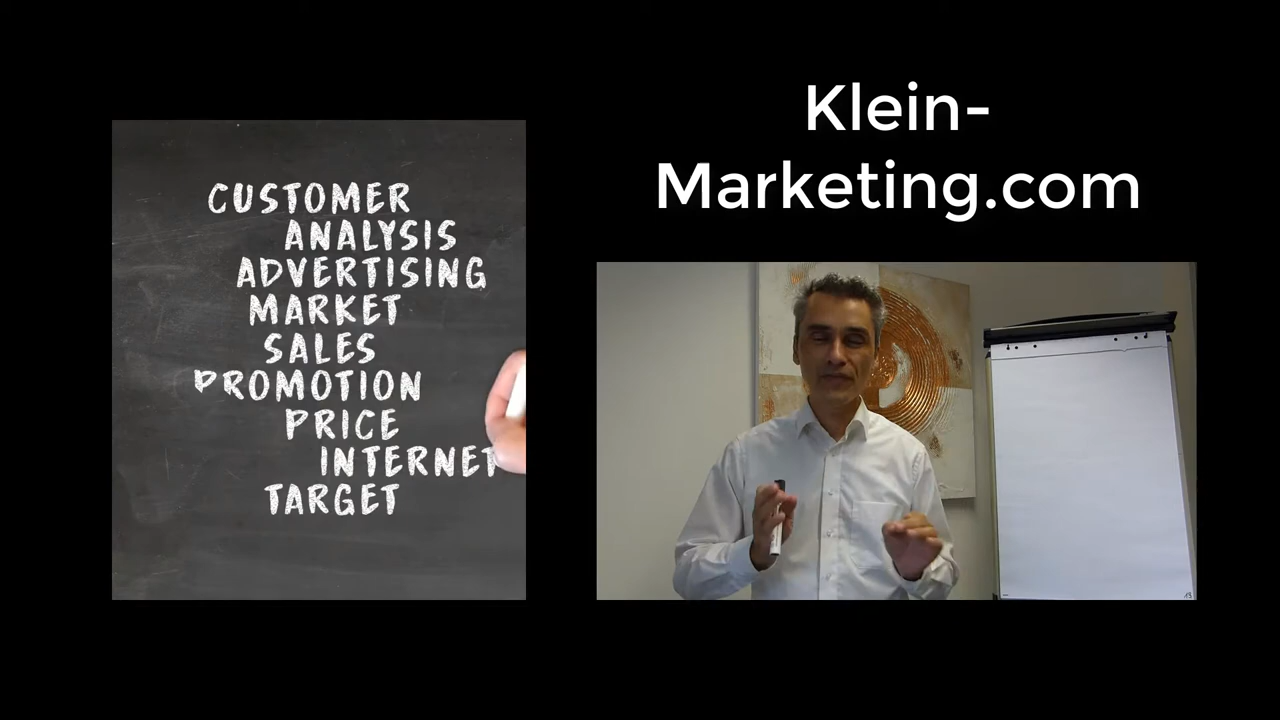 CUSTOMER
ANALYSIS
ADVERTISING
MARKET
SALES
PROMOTION
PRICE
INTERNET
TARGET
Klein-
Marketing.com